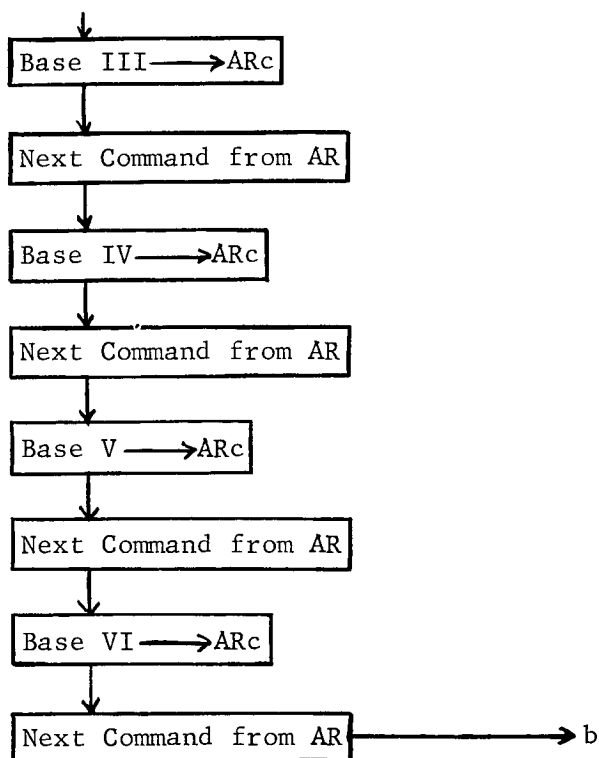 Base III⟶ARc
Next Command from AR
Base IV⟶ARc
Next Command from AR
Base V⟶ARc
Next Command from AR
Base VI⟶ARc
Next Command from AR⟶b